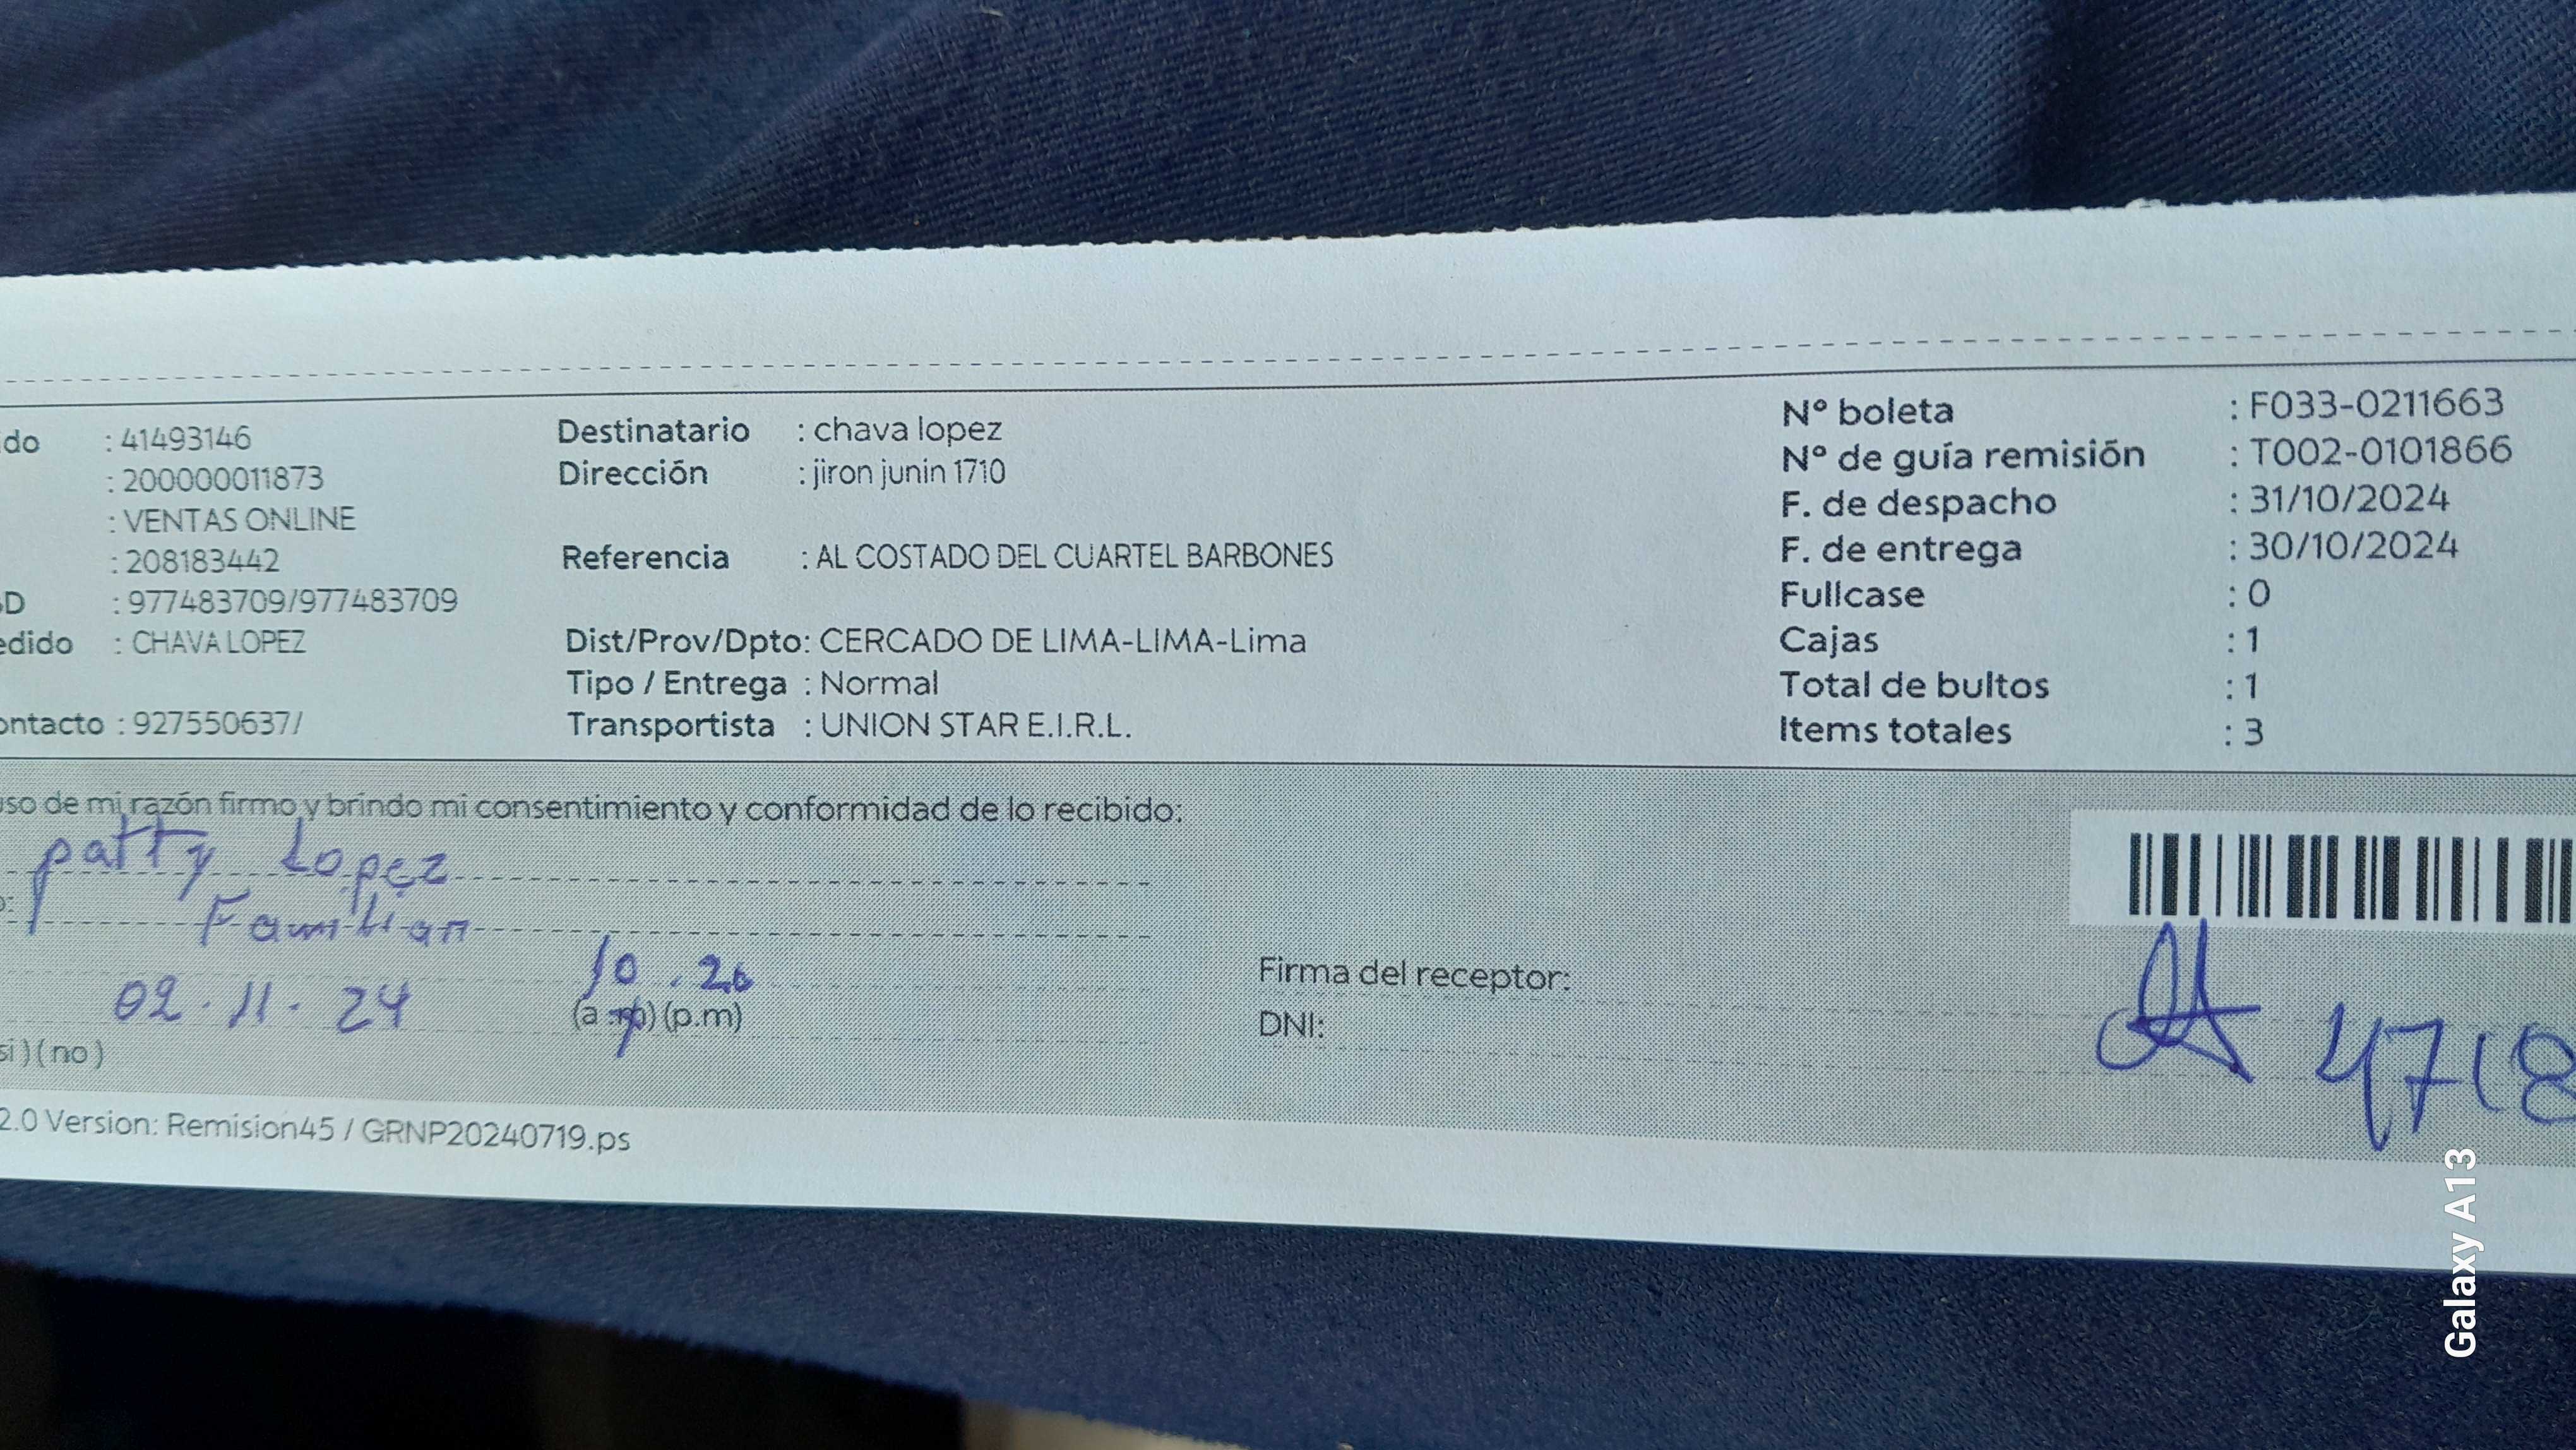 ido : 41493146
: 200000011873
: VENTAS ONLINE
: 208183442
D : 977483709/977483709
edido : CHAVA LOPEZ
ontacto : 927550637/
Destinatario : chava lopez
Dirección : jiron junin 1710
Referencia : AL COSTADO DEL CUARTEL BARBONES
Dist/Prov/Dpto: CERCADO DE LIMA-LIMA-Lima
Tipo / Entrega : Normal
Transportista : UNION STAR E.I.R.L.
Nº boleta : F033-0211663
Nº de guía remisión : T002-0101866
F. de despacho : 31/10/2024
F. de entrega : 30/10/2024
Fullcase : 0
Cajas : 1
Total de bultos : 1
Items totales : 3
uso de mi razón firmo y brindo mi consentimiento y conformidad de lo recibido:
patty Lopez
o:
Familiar
02.11.24
10.20
(a.m)(p.m)
si)(no)
Firma del receptor:
DNI:
4718
2.0 Version: Remision45 / GRNP20240719.ps
Galaxy A13